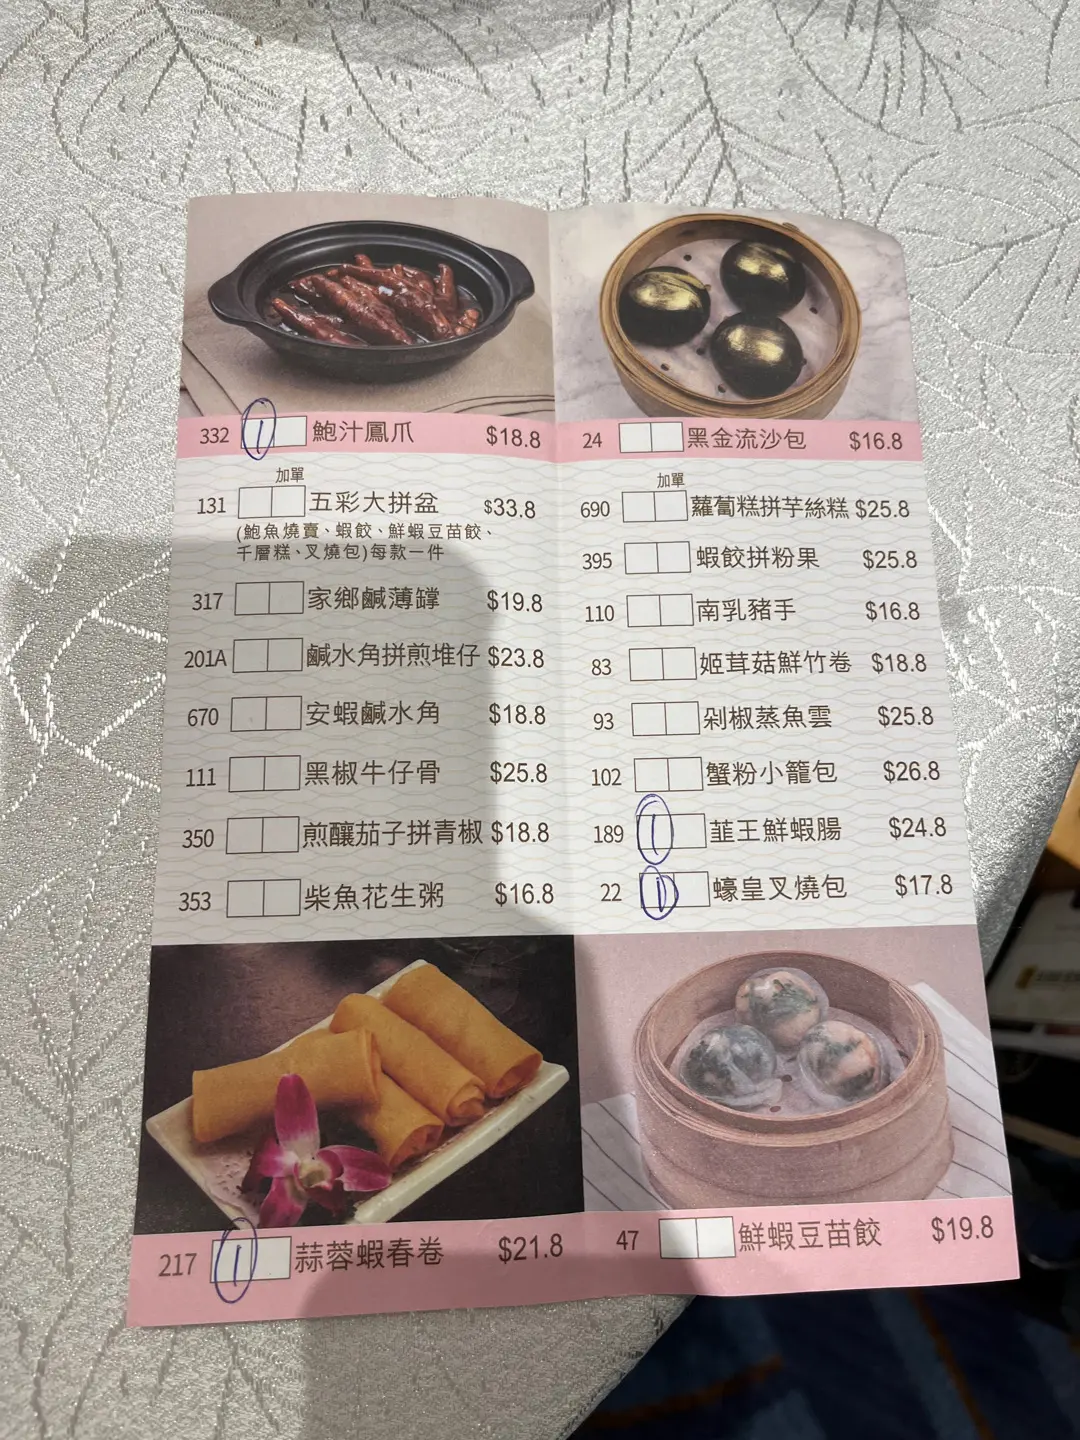 332 1 鮑汁鳳爪 $18.8
加單
131 五彩大拼盆 $33.8
(鮑魚燒賣、蝦餃、鮮蝦豆苗餃、
千層糕、叉燒包)每款一件
317 家鄉鹹薄罉 $19.8
201A 鹹水角拼煎堆仔 $23.8
670 安蝦鹹水角 $18.8
111 黑椒牛仔骨 $25.8
350 煎釀茄子拼青椒 $18.8
353 柴魚花生粥 $16.8
217 1 蒜蓉蝦春卷 $21.8
24 黑金流沙包 $16.8
加單
690 蘿蔔糕拼芋絲糕 $25.8
395 蝦餃拼粉果 $25.8
110 南乳豬手 $16.8
83 姬茸菇鮮竹卷 $18.8
93 剁椒蒸魚雲 $25.8
102 蟹粉小籠包 $26.8
189 1 韮王鮮蝦腸 $24.8
22 1 蠔皇叉燒包 $17.8
47 鮮蝦豆苗餃 $19.8